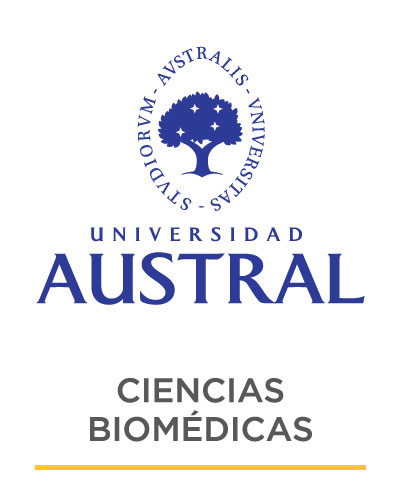 STVDIORVM - AVSTRALIS - VNIVERSITAS -
UNIVERSIDAD
AUSTRAL
CIENCIAS
BIOMÉDICAS